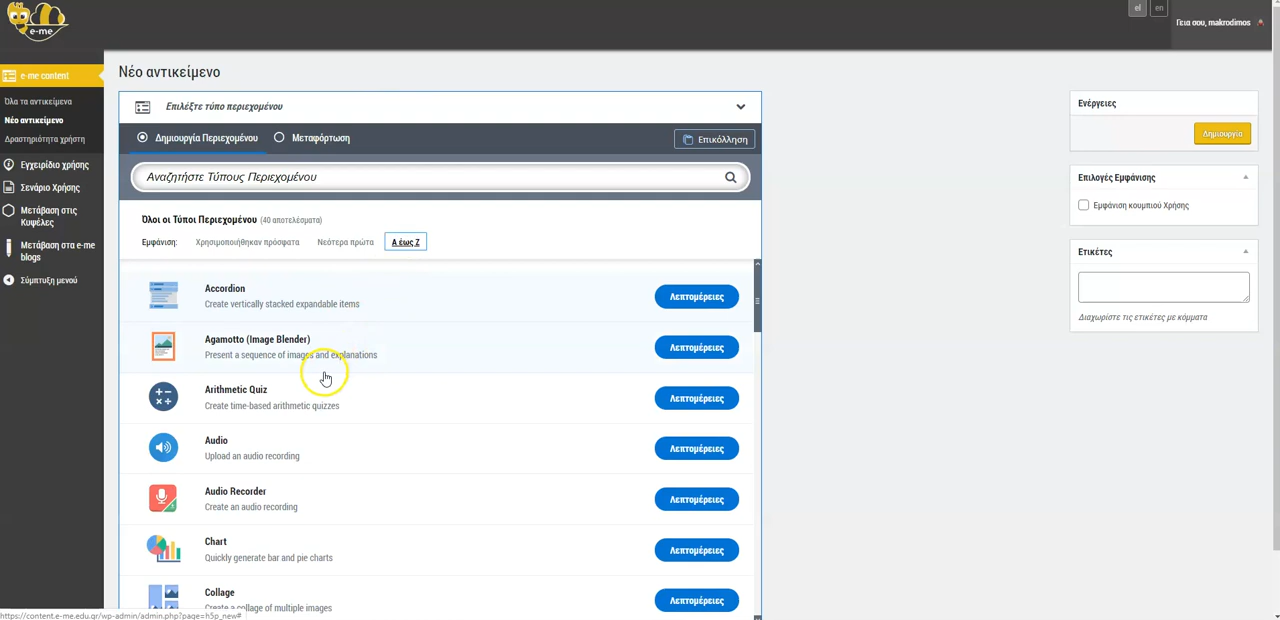 e-me
el en
Γεια σου, makrodimos
e-me content
Όλα τα αντικείμενα
Νέο αντικείμενο
Δραστηριότητα χρήστη
Εγχειρίδιο χρήσης
Σενάριο Χρήσης
Μετάβαση στις
Κυψέλες
Μετάβαση στα e-me
blogs
Σύμπτυξη μενού
Νέο αντικείμενο
Επιλέξτε τύπο περιεχομένου
Δημιουργία Περιεχομένου Μεταφόρτωση Επικόλληση
Αναζητήστε Τύπους Περιεχομένου
Όλοι οι Τύποι Περιεχομένου (40 αποτελέσματα)
Εμφάνιση: Χρησιμοποιήθηκαν πρόσφατα Νεότερα πρώτα Α έως Ζ
Accordion
Create vertically stacked expandable items
Λεπτομέρειες
Agamotto (Image Blender)
Present a sequence of images and explanations
Λεπτομέρειες
Arithmetic Quiz
Create time-based arithmetic quizzes
Λεπτομέρειες
Audio
Upload an audio recording
Λεπτομέρειες
Audio Recorder
Create an audio recording
Λεπτομέρειες
Chart
Quickly generate bar and pie charts
Λεπτομέρειες
Collage
Create a collage of multiple images
Λεπτομέρειες
Ενέργειες
Δημιουργία
Επιλογές Εμφάνισης
Εμφάνιση κουμπιού Χρήσης
Ετικέτες
Διαχωρίστε τις ετικέτες με κόμματα
https://content.e-me.edu.gr/wp-admin/admin.php?page=h5p_new#